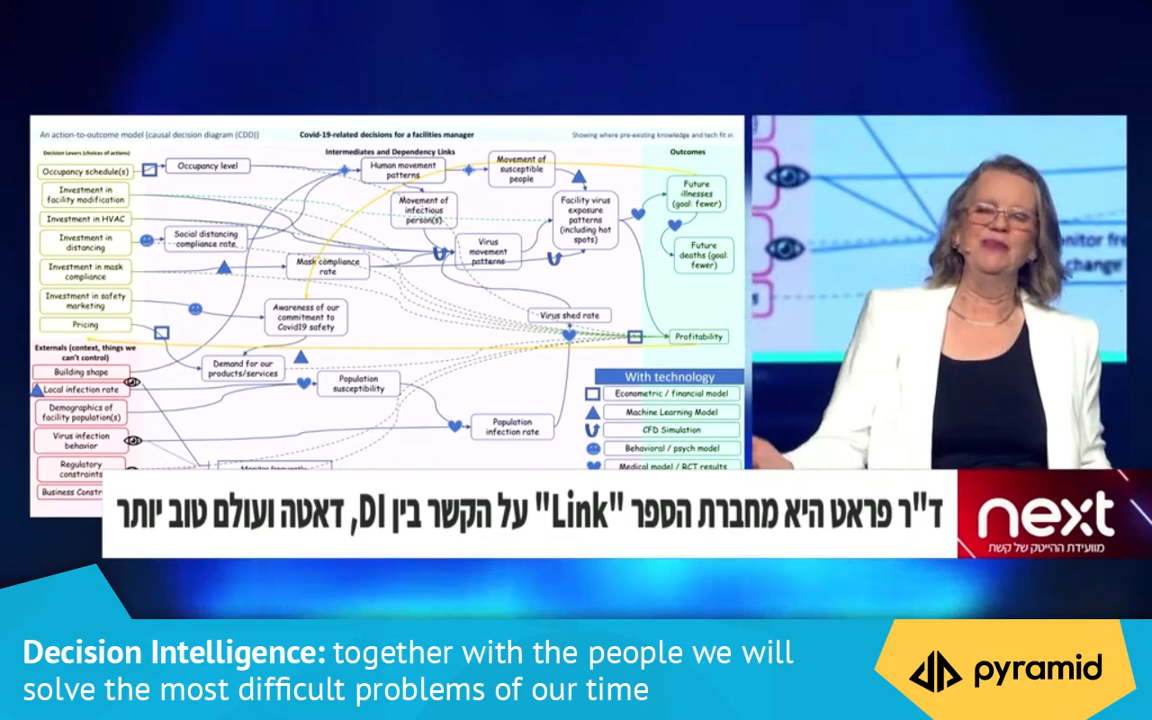 An action-to-outcome model (causal decision diagram (CDD))
Covid-19-related decisions for a facilities manager
Showing where pre-existing knowledge and tech fit in
Decision Levers (choices of actions)
Intermediates and Dependency Links
Outcomes
Occupancy schedule(s)
Investment in
facility modification
Investment in HVAC
Investment in
distancing
Investment in mask
compliance
Investment in safety
marketing
Pricing
Externals (context, things we
can't control)
Building shape
Local infection rate
Demographics of
facility population(s)
Virus infection
behavior
Regulatory
constraints
Business Constr
Occupancy level
Social distancing
compliance rate
Human movement
patterns
Movement of
infectious
person(s)
Mask compliance
rate
Awareness of our
commitment to
Covid19 safety
Demand for our
products/services
Population
susceptibility
Movement of
susceptible
people
Virus
movement
patterns
Facility virus
exposure
patterns
(including hot
spots)
Virus shed rate
Population
infection rate
Future
illnesses
(goal: fewer)
Future
deaths (goal:
fewer)
Profitability
With technology
Econometric / financial model
Machine Learning Model
CFD Simulation
Behavioral / psych model
Medical model / RCT results
onitor fre
change
ד"ר פראט היא מחברת הספר "Link" על הקשר בין DI, דאטה ועולם טוב יותר
next
מוועידת ההייטק של קשת
Decision Intelligence: together with the people we will
solve the most difficult problems of our time
pyramid